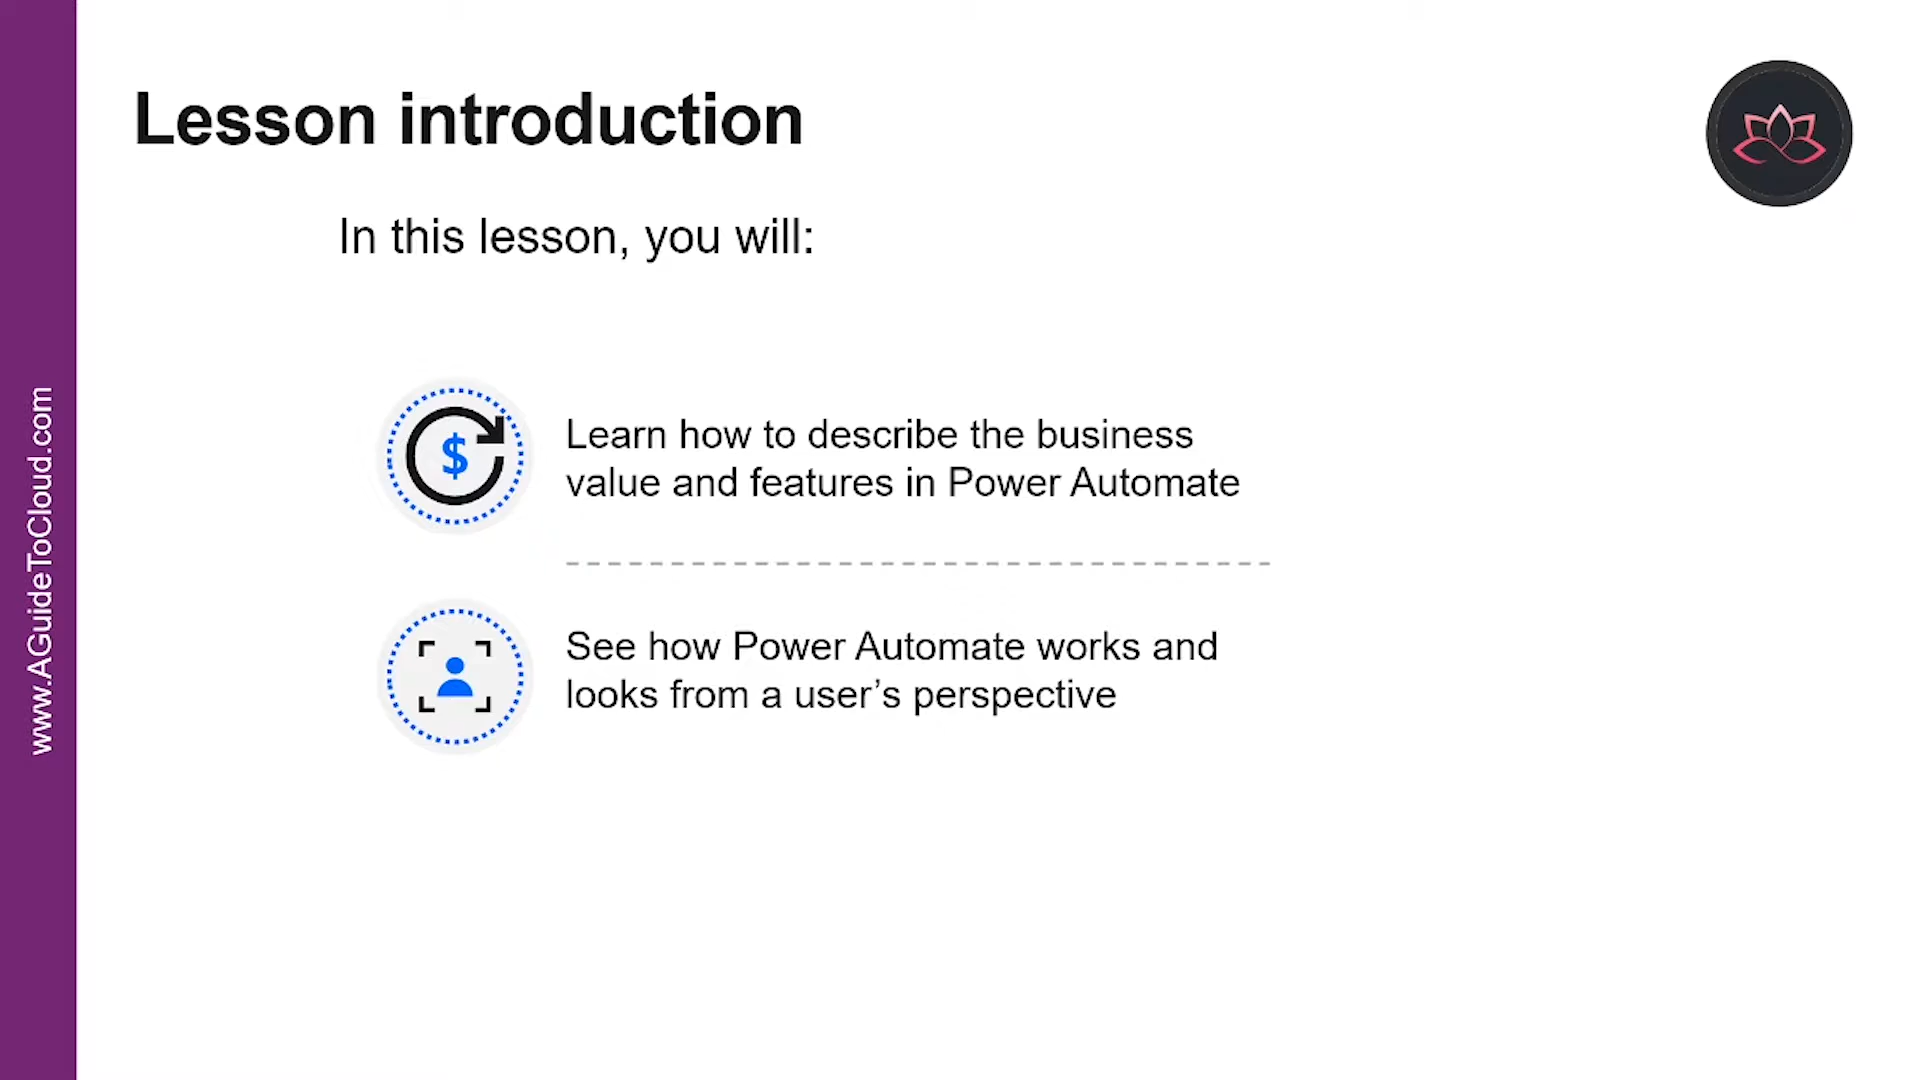 Lesson introduction
In this lesson, you will:
$
Learn how to describe the business
value and features in Power Automate
See how Power Automate works and
looks from a user’s perspective
www.AGuideToCloud.com